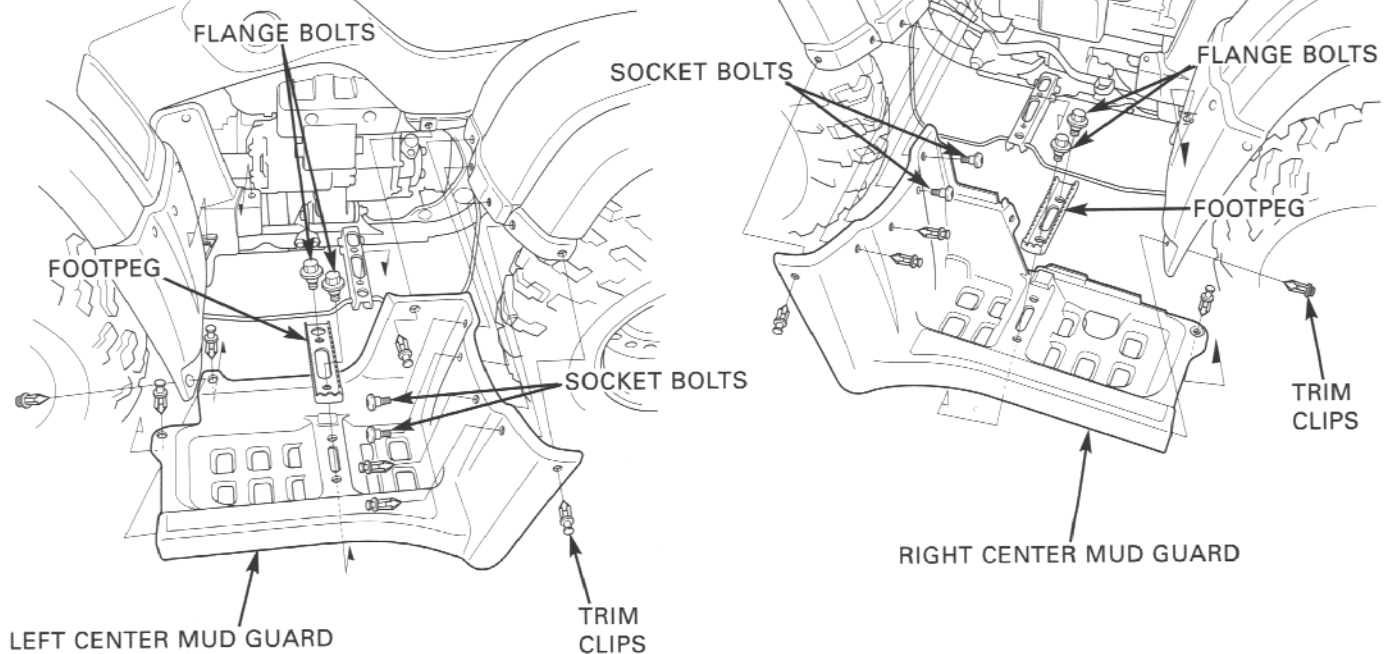 FLANGE BOLTS
FOOTPEG
SOCKET BOLTS
LEFT CENTER MUD GUARD
TRIM
CLIPS
SOCKET BOLTS
FLANGE BOLTS
FOOTPEG
TRIM
CLIPS
RIGHT CENTER MUD GUARD